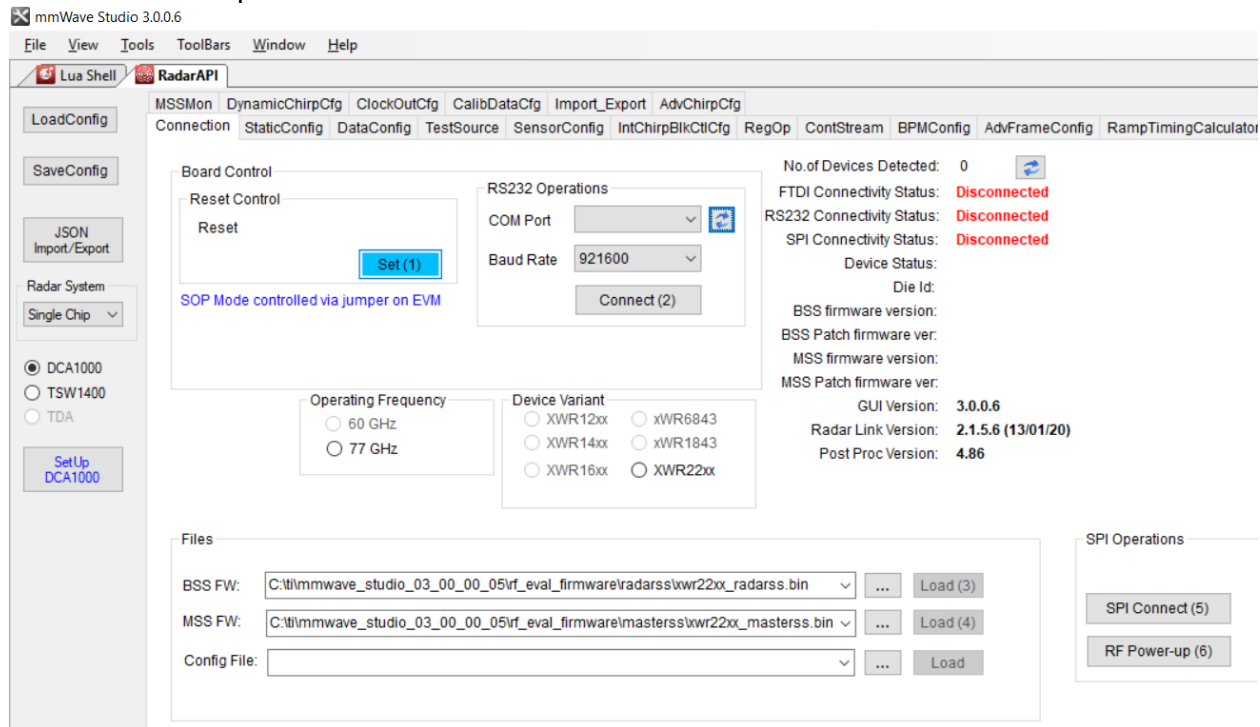 mmWave Studio 3.0.0.6
File View Tools ToolBars Window Help
Lua Shell RadarAPI
MSSMon DynamicChirpCfg ClockOutCfg CalibDataCfg Import_Export AdvChirpCfg
Connection StaticConfig DataConfig TestSource SensorConfig IntChirpBlkCtlCfg RegOp ContStream BPMConfig AdvFrameConfig RampTimingCalculator
LoadConfig
SaveConfig
JSON
Import/Export
Radar System
Single Chip
DCA1000
TSW1400
TDA
SetUp
DCA1000
Board Control
Reset Control
Reset
Set (1)
SOP Mode controlled via jumper on EVM
RS232 Operations
COM Port
Baud Rate 921600
Connect (2)
No.of Devices Detected: 0
FTDI Connectivity Status: Disconnected
RS232 Connectivity Status: Disconnected
SPI Connectivity Status: Disconnected
Device Status:
Die Id:
BSS firmware version:
BSS Patch firmware ver:
MSS firmware version:
MSS Patch firmware ver:
GUI Version: 3.0.0.6
Radar Link Version: 2.1.5.6 (13/01/20)
Post Proc Version: 4.86
Operating Frequency
60 GHz
77 GHz
Device Variant
XWR12xx xWR6843
XWR14xx xWR1843
XWR16xx XWR22xx
Files
BSS FW: C:\ti\mmwave_studio_03_00_00_05\rf_eval_firmware\radarss\xwr22xx_radarss.bin ... Load (3)
MSS FW: C:\ti\mmwave_studio_03_00_00_05\rf_eval_firmware\masterss\xwr22xx_masterss.bin ... Load (4)
Config File: ... Load
SPI Operations
SPI Connect (5)
RF Power-up (6)